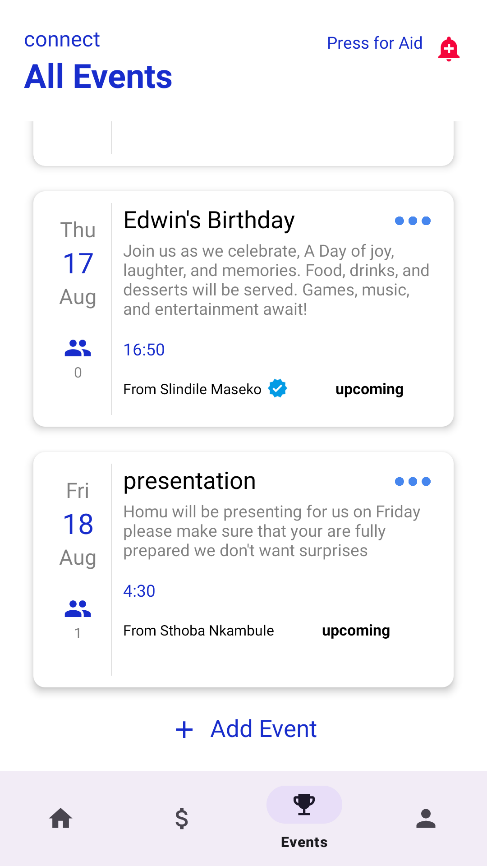 connect
Press for Aid
All Events
Thu
17
Aug
0
Edwin's Birthday
Join us as we celebrate, A Day of joy,
laughter, and memories. Food, drinks, and
desserts will be served. Games, music,
and entertainment await!
16:50
From Slindile Maseko
upcoming
Fri
18
Aug
1
presentation
Homu will be presenting for us on Friday
please make sure that your are fully
prepared we don't want surprises
4:30
From Sthoba Nkambule
upcoming
+ Add Event
$
Events